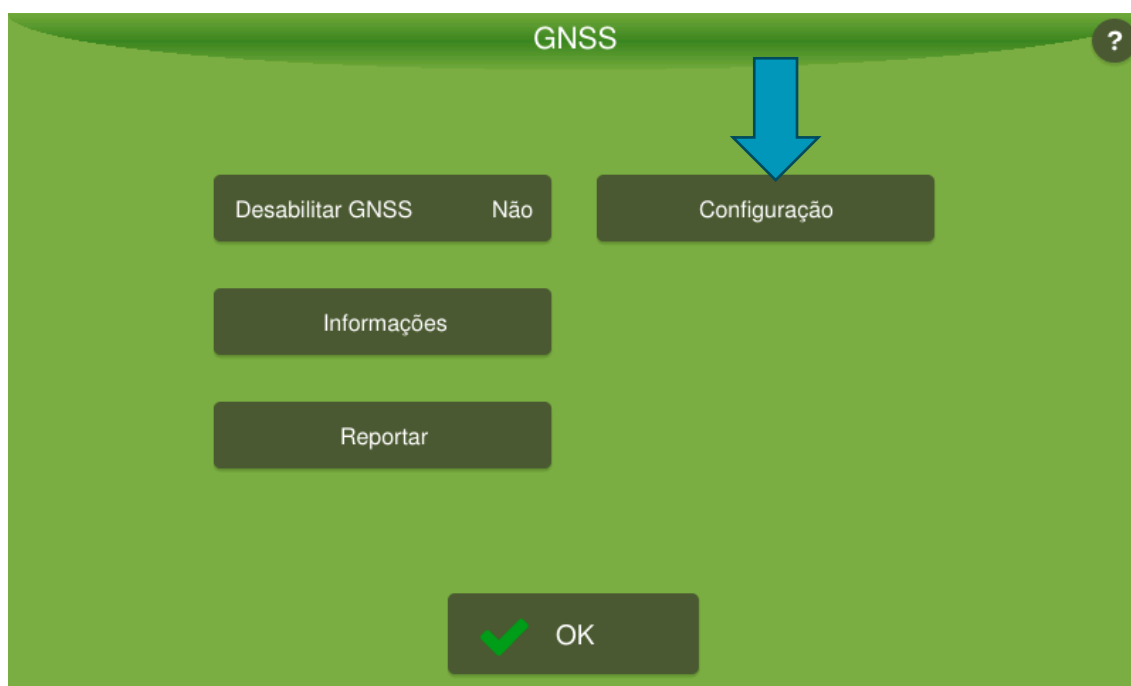 GNSS
?
Desabilitar GNSS Não
Configuração
Informações
Reportar
OK